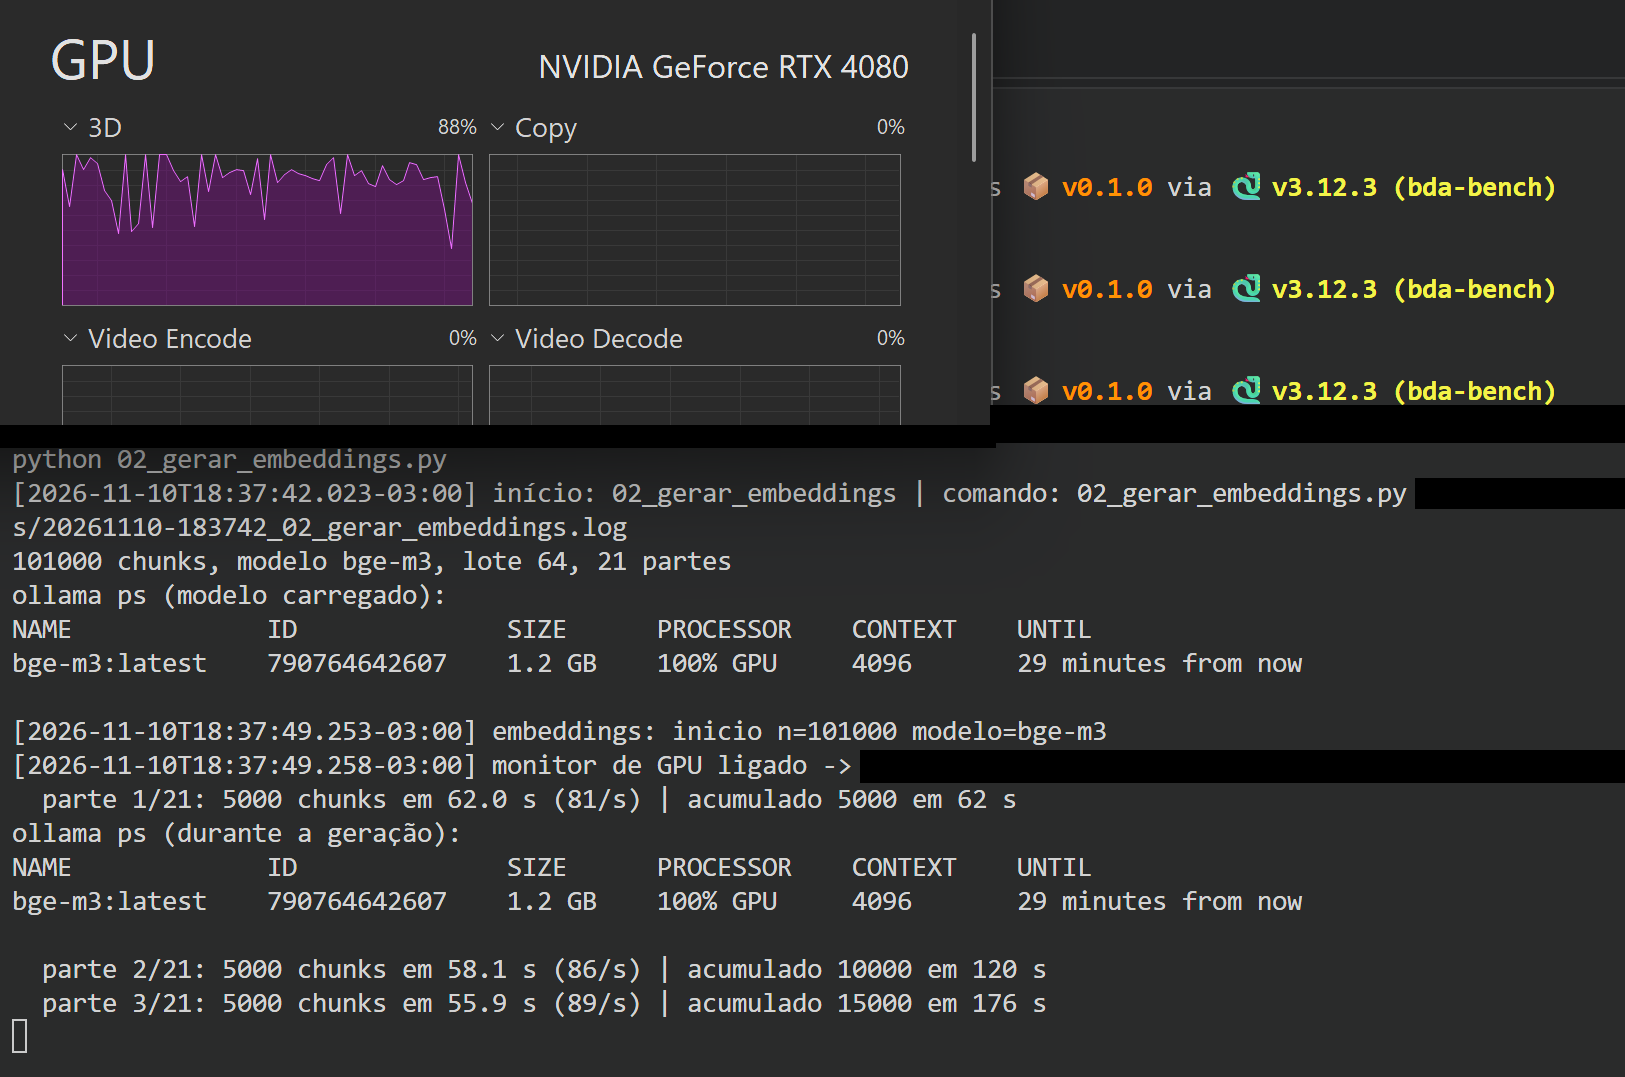 GPU
NVIDIA GeForce RTX 4080
3D 88%
Copy 0%
Video Encode 0%
Video Decode 0%
s 📦 v0.1.0 via 🐍 v3.12.3 (bda-bench)
s 📦 v0.1.0 via 🐍 v3.12.3 (bda-bench)
s 📦 v0.1.0 via 🐍 v3.12.3 (bda-bench)
python 02_gerar_embeddings.py
[2026-11-10T18:37:42.023-03:00] início: 02_gerar_embeddings | comando: 02_gerar_embeddings.py
s/20261110-183742_02_gerar_embeddings.log
101000 chunks, modelo bge-m3, lote 64, 21 partes
ollama ps (modelo carregado):
NAME ID SIZE PROCESSOR CONTEXT UNTIL
bge-m3:latest 790764642607 1.2 GB 100% GPU 4096 29 minutes from now
[2026-11-10T18:37:49.253-03:00] embeddings: inicio n=101000 modelo=bge-m3
[2026-11-10T18:37:49.258-03:00] monitor de GPU ligado ->
parte 1/21: 5000 chunks em 62.0 s (81/s) | acumulado 5000 em 62 s
ollama ps (durante a geração):
NAME ID SIZE PROCESSOR CONTEXT UNTIL
bge-m3:latest 790764642607 1.2 GB 100% GPU 4096 29 minutes from now
parte 2/21: 5000 chunks em 58.1 s (86/s) | acumulado 10000 em 120 s
parte 3/21: 5000 chunks em 55.9 s (89/s) | acumulado 15000 em 176 s